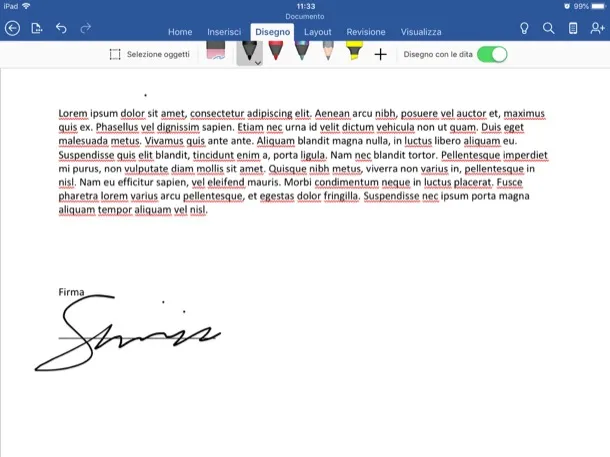 iPad 11:33 99%
Documento
Home Inserisci Disegno Layout Revisione Visualizza
Selezione oggetti Disegno con le dita
Lorem ipsum dolor sit amet, consectetur adipiscing elit. Aenean arcu nibh, posuere vel auctor et, maximus
quis ex. Phasellus vel dignissim sapien. Etiam nec urna id velit dictum vehicula non ut quam. Duis eget
malesuada metus. Vivamus quis ante ante. Aliquam blandit magna nulla, in luctus libero aliquam eu.
Suspendisse quis elit blandit, tincidunt enim a, porta ligula. Nam nec blandit tortor. Pellentesque imperdiet
mi purus, non vulputate diam mollis sit amet. Quisque nibh metus, viverra non varius in, pellentesque in
nisl. Nam eu efficitur sapien, vel eleifend mauris. Morbi condimentum neque in luctus placerat. Fusce
pharetra lorem varius arcu pellentesque, et egestas dolor fringilla. Suspendisse nec ipsum porta magna
aliquam tempor aliquam vel nisl.
Firma